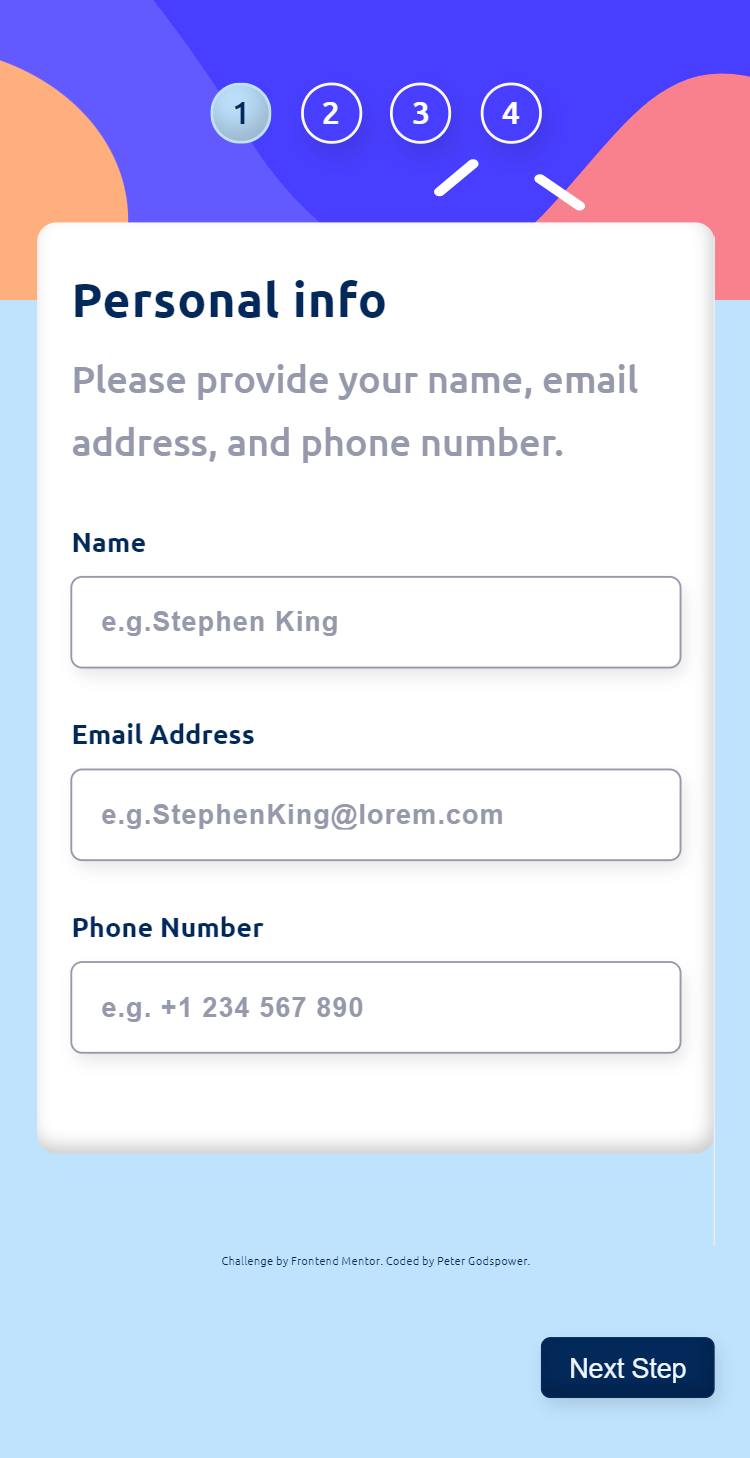 1 2 3 4
Personal info
Please provide your name, email
address, and phone number.
Name
e.g.Stephen King
Email Address
e.g.StephenKing@lorem.com
Phone Number
e.g. +1 234 567 890
Challenge by Frontend Mentor. Coded by Peter Godspower.
Next Step